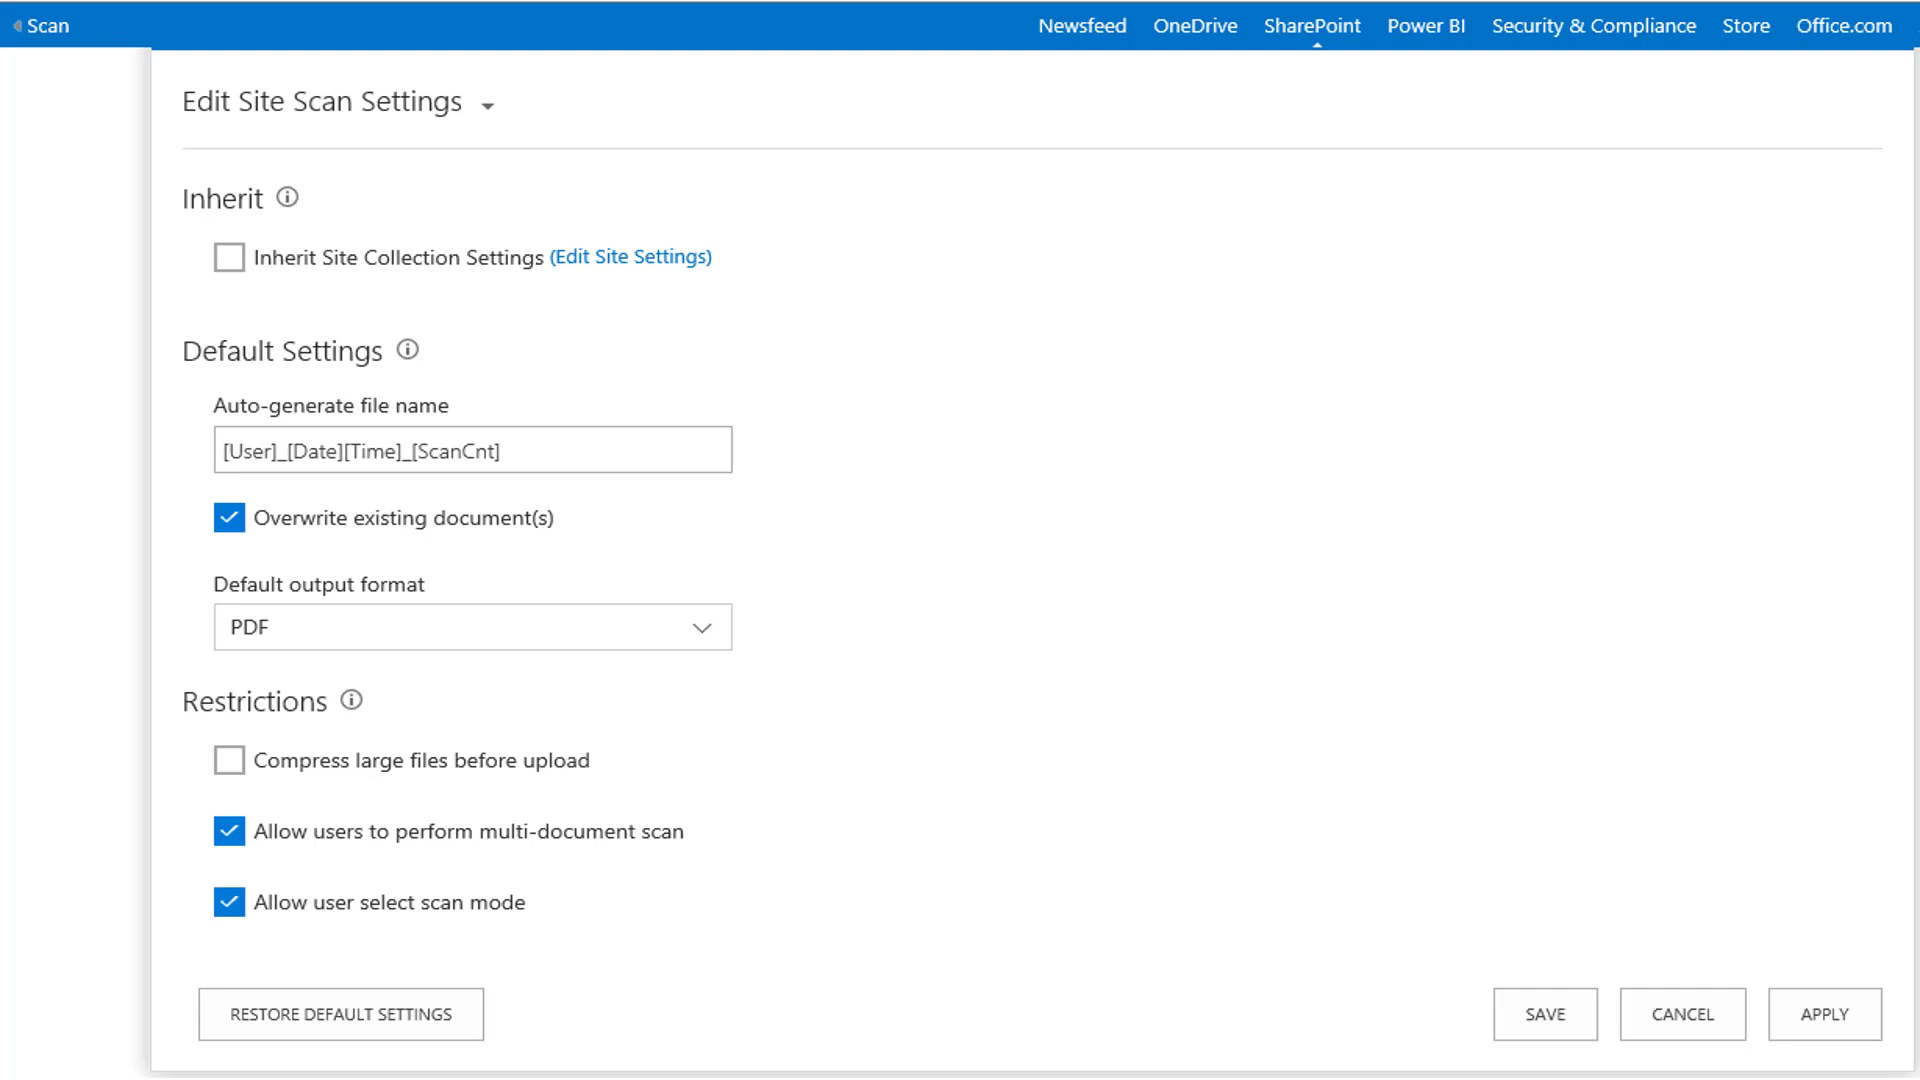 Scan
Newsfeed OneDrive SharePoint Power BI Security & Compliance Store Office.com
Edit Site Scan Settings
Inherit
Inherit Site Collection Settings (Edit Site Settings)
Default Settings
Auto-generate file name
[User]_[Date][Time]_[ScanCnt]
Overwrite existing document(s)
Default output format
PDF
Restrictions
Compress large files before upload
Allow users to perform multi-document scan
Allow user select scan mode
RESTORE DEFAULT SETTINGS SAVE CANCEL APPLY